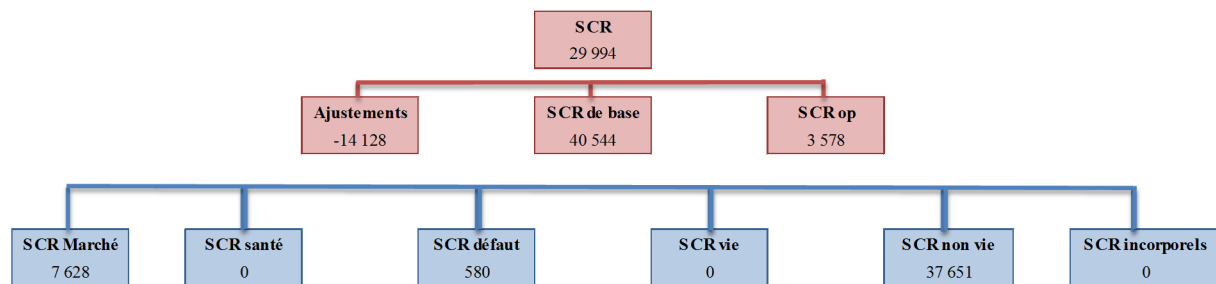 SCR
29 994
Ajustements
-14 128
SCR de base
40 544
SCR op
3 578
SCR Marché
7 628
SCR santé
0
SCR défaut
580
SCR vie
0
SCR non vie
37 651
SCR incorporels
0